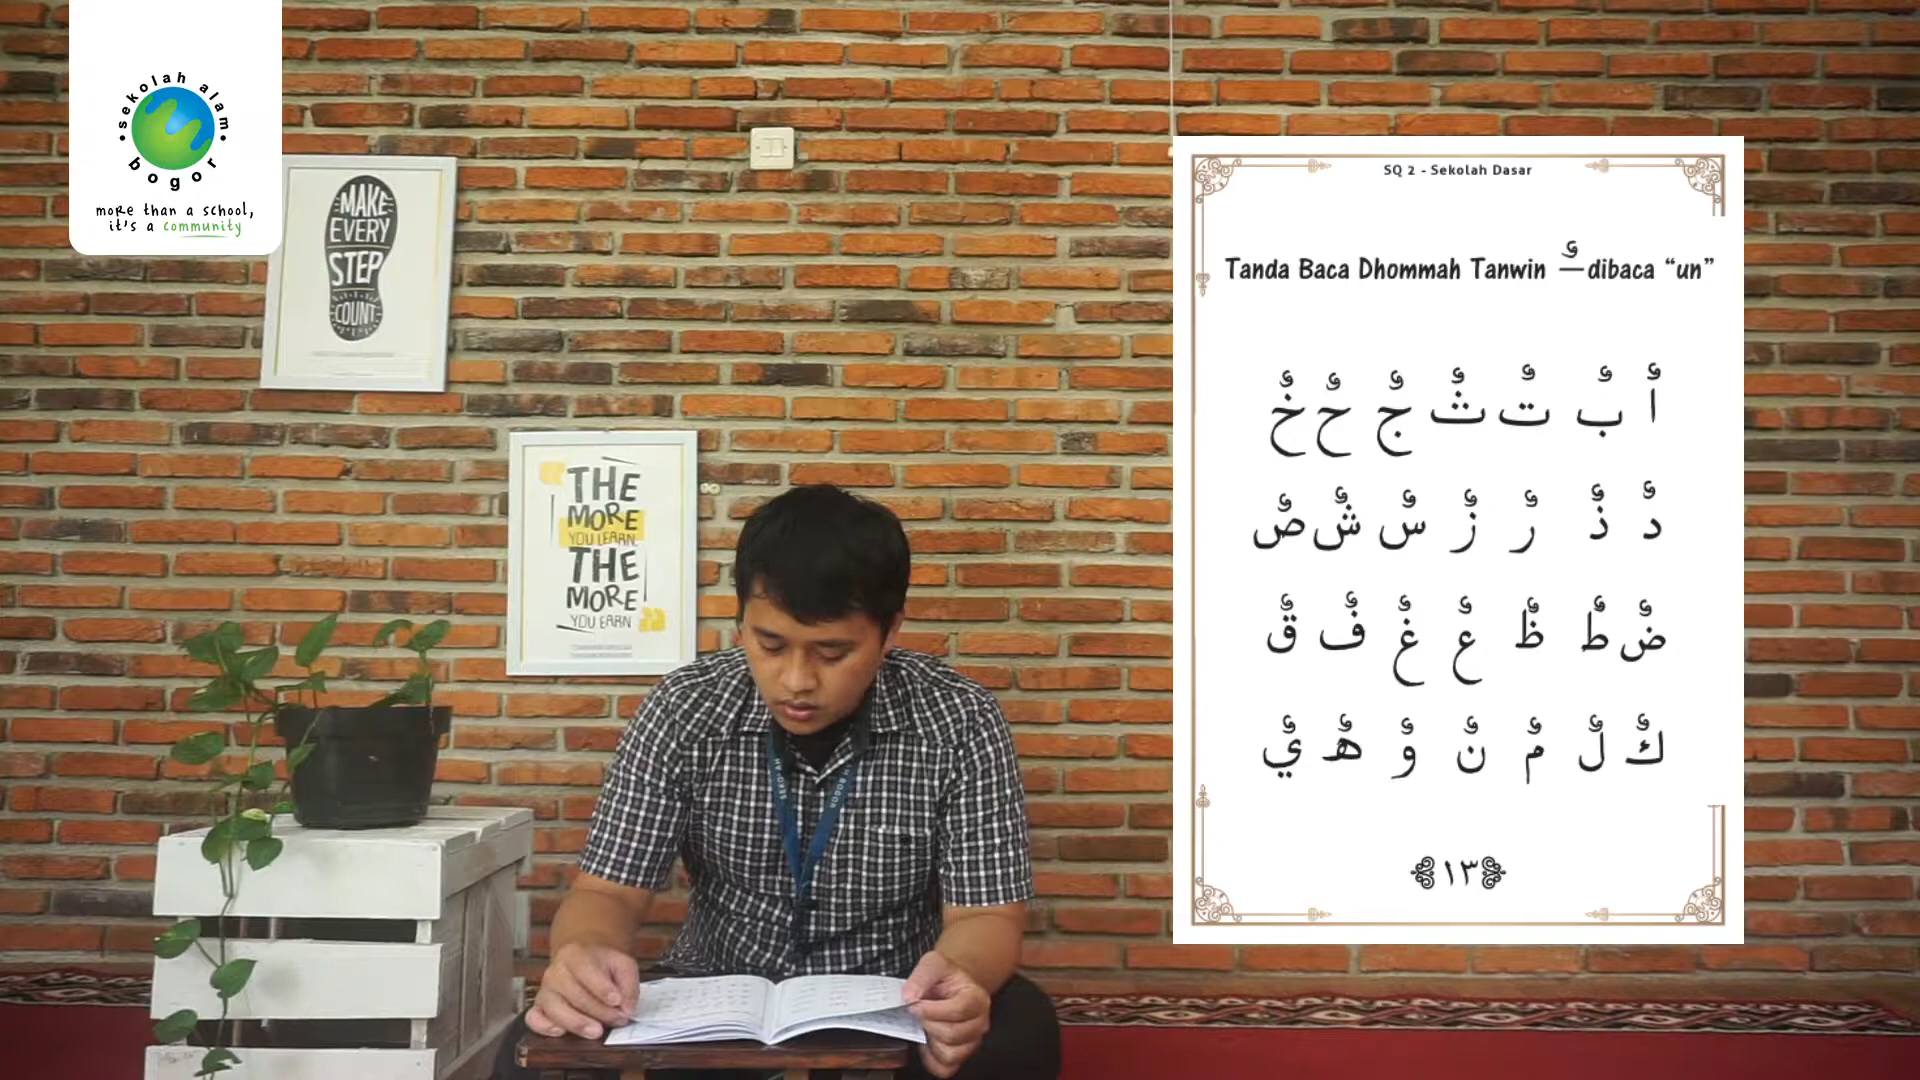 sekolah alam
bogor
more than a school,
it's a community
MAKE
EVERY
STEP
COUNT
THE
MORE
YOU LEARN,
THE
MORE
YOU EARN
SQ 2 - Sekolah Dasar
Tanda Baca Dhommah Tanwin ـٌ dibaca “un”
أٌ بٌ تٌ ثٌ جٌ حٌ خٌ
دٌ ذٌ رٌ زٌ سٌ شٌ صٌ
ضٌ طٌ ظٌ عٌ غٌ فٌ قٌ
كٌ لٌ مٌ نٌ وٌ هٌ يٌ
١٣